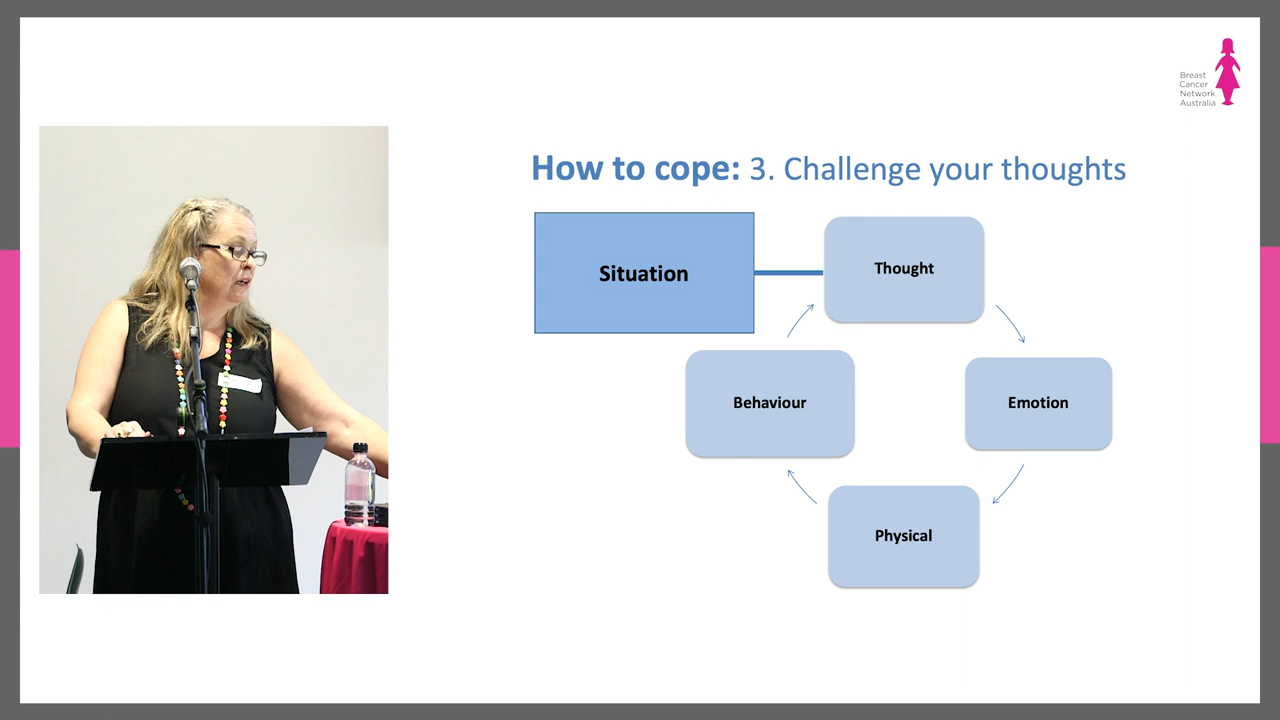 Breast
Cancer
Network
Australia
How to cope: 3. Challenge your thoughts
Situation
Thought
Behaviour
Emotion
Physical